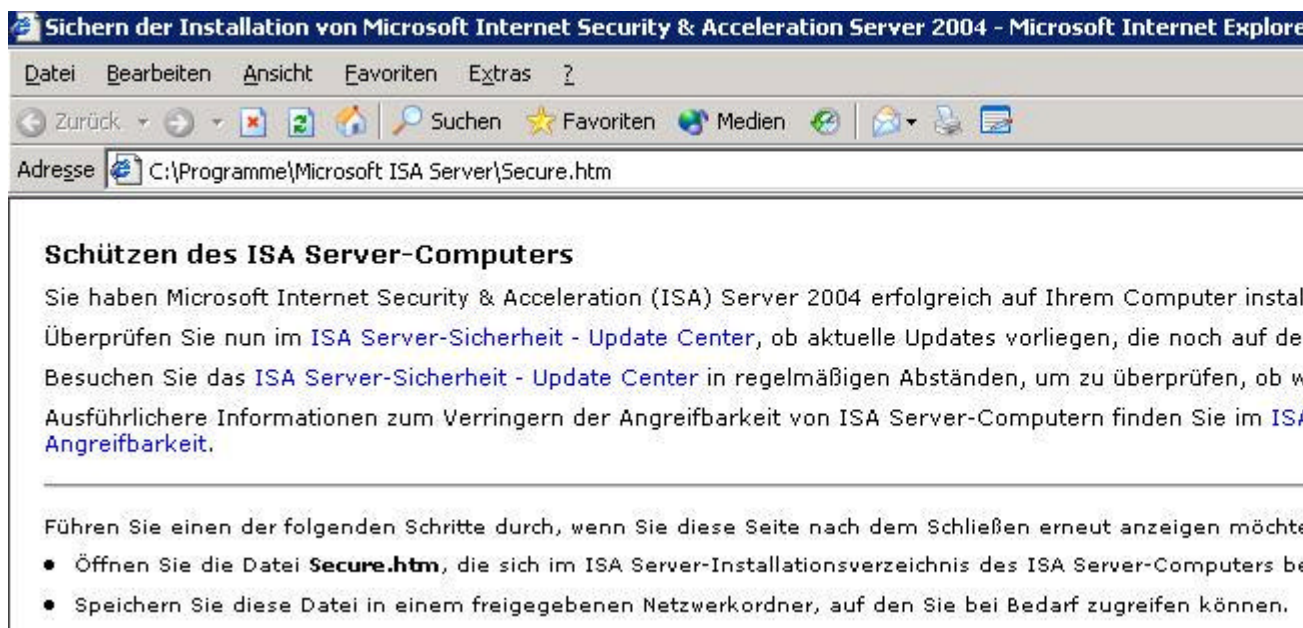 Sichern der Installation von Microsoft Internet Security & Acceleration Server 2004 - Microsoft Internet Explore
Datei Bearbeiten Ansicht Favoriten Extras ?
Zurück Suchen Favoriten Medien
Adresse C:\Programme\Microsoft ISA Server\Secure.htm
Schützen des ISA Server-Computers
Sie haben Microsoft Internet Security & Acceleration (ISA) Server 2004 erfolgreich auf Ihrem Computer instal
Überprüfen Sie nun im ISA Server-Sicherheit - Update Center, ob aktuelle Updates vorliegen, die noch auf de
Besuchen Sie das ISA Server-Sicherheit - Update Center in regelmäßigen Abständen, um zu überprüfen, ob w
Ausführlichere Informationen zum Verringern der Angreifbarkeit von ISA Server-Computern finden Sie im ISA
Angreifbarkeit.
Führen Sie einen der folgenden Schritte durch, wenn Sie diese Seite nach dem Schließen erneut anzeigen möchte
• Öffnen Sie die Datei Secure.htm, die sich im ISA Server-Installationsverzeichnis des ISA Server-Computers be
• Speichern Sie diese Datei in einem freigegebenen Netzwerkordner, auf den Sie bei Bedarf zugreifen können.